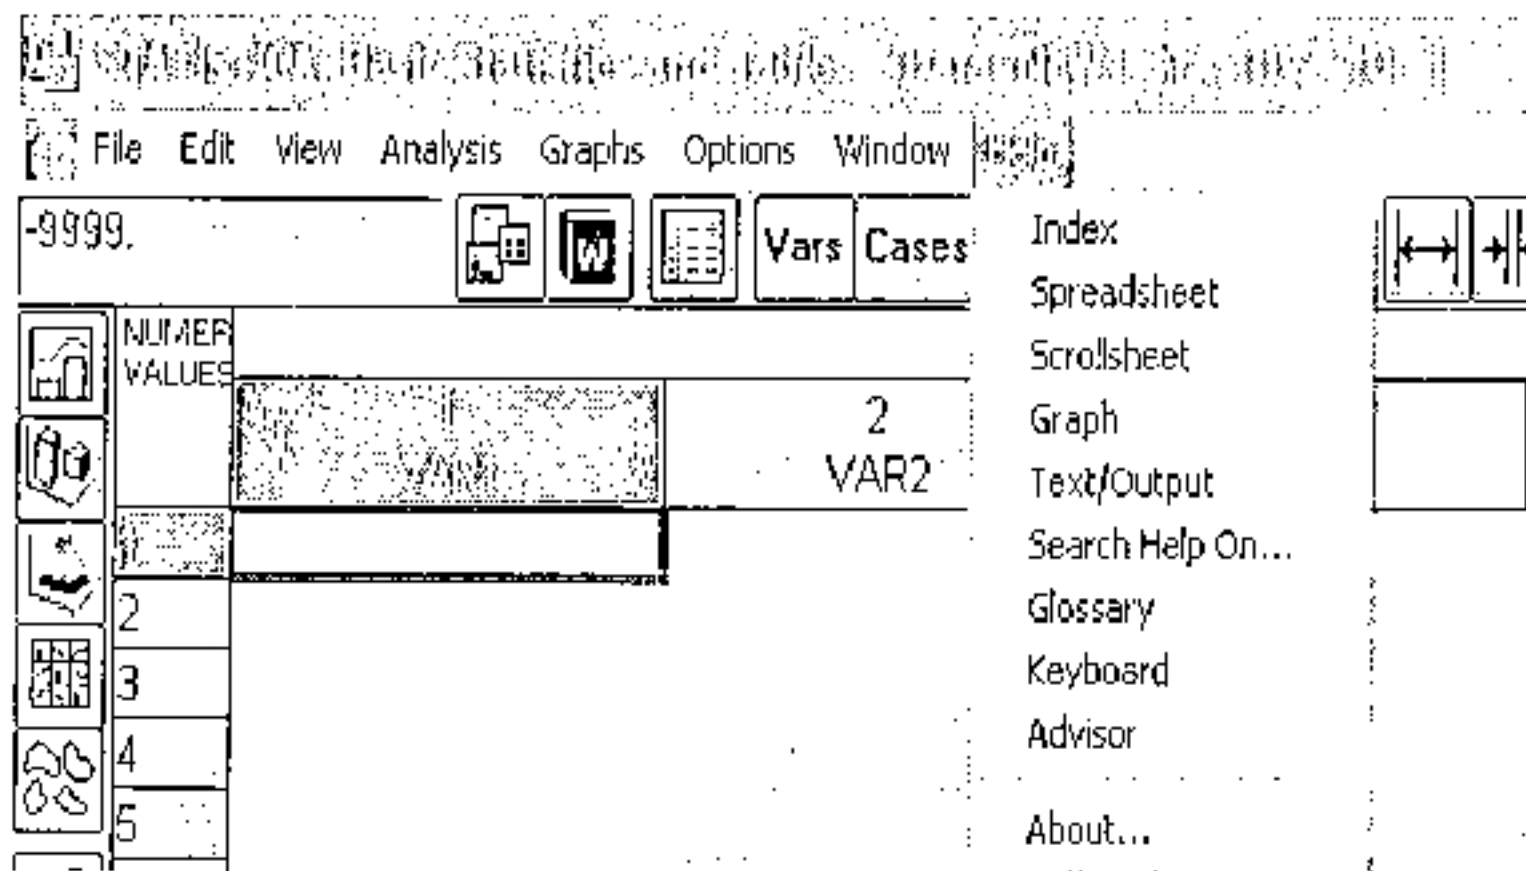 File Edit View Analysis Graphs Options Window
-9999.
Vars Cases
Index
Spreadsheet
Scrollsheet
Graph
Text/Output
Search Help On...
Glossary
Keyboard
Advisor
About...
NUMER
VALUES
2
VAR2
VAR1
2
3
4
5